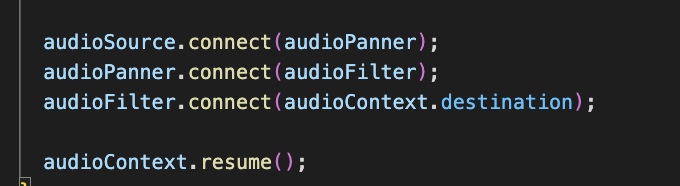 audioSource.connect(audioPanner);
audioPanner.connect(audioFilter);
audioFilter.connect(audioContext.destination);
audioContext.resume();
}